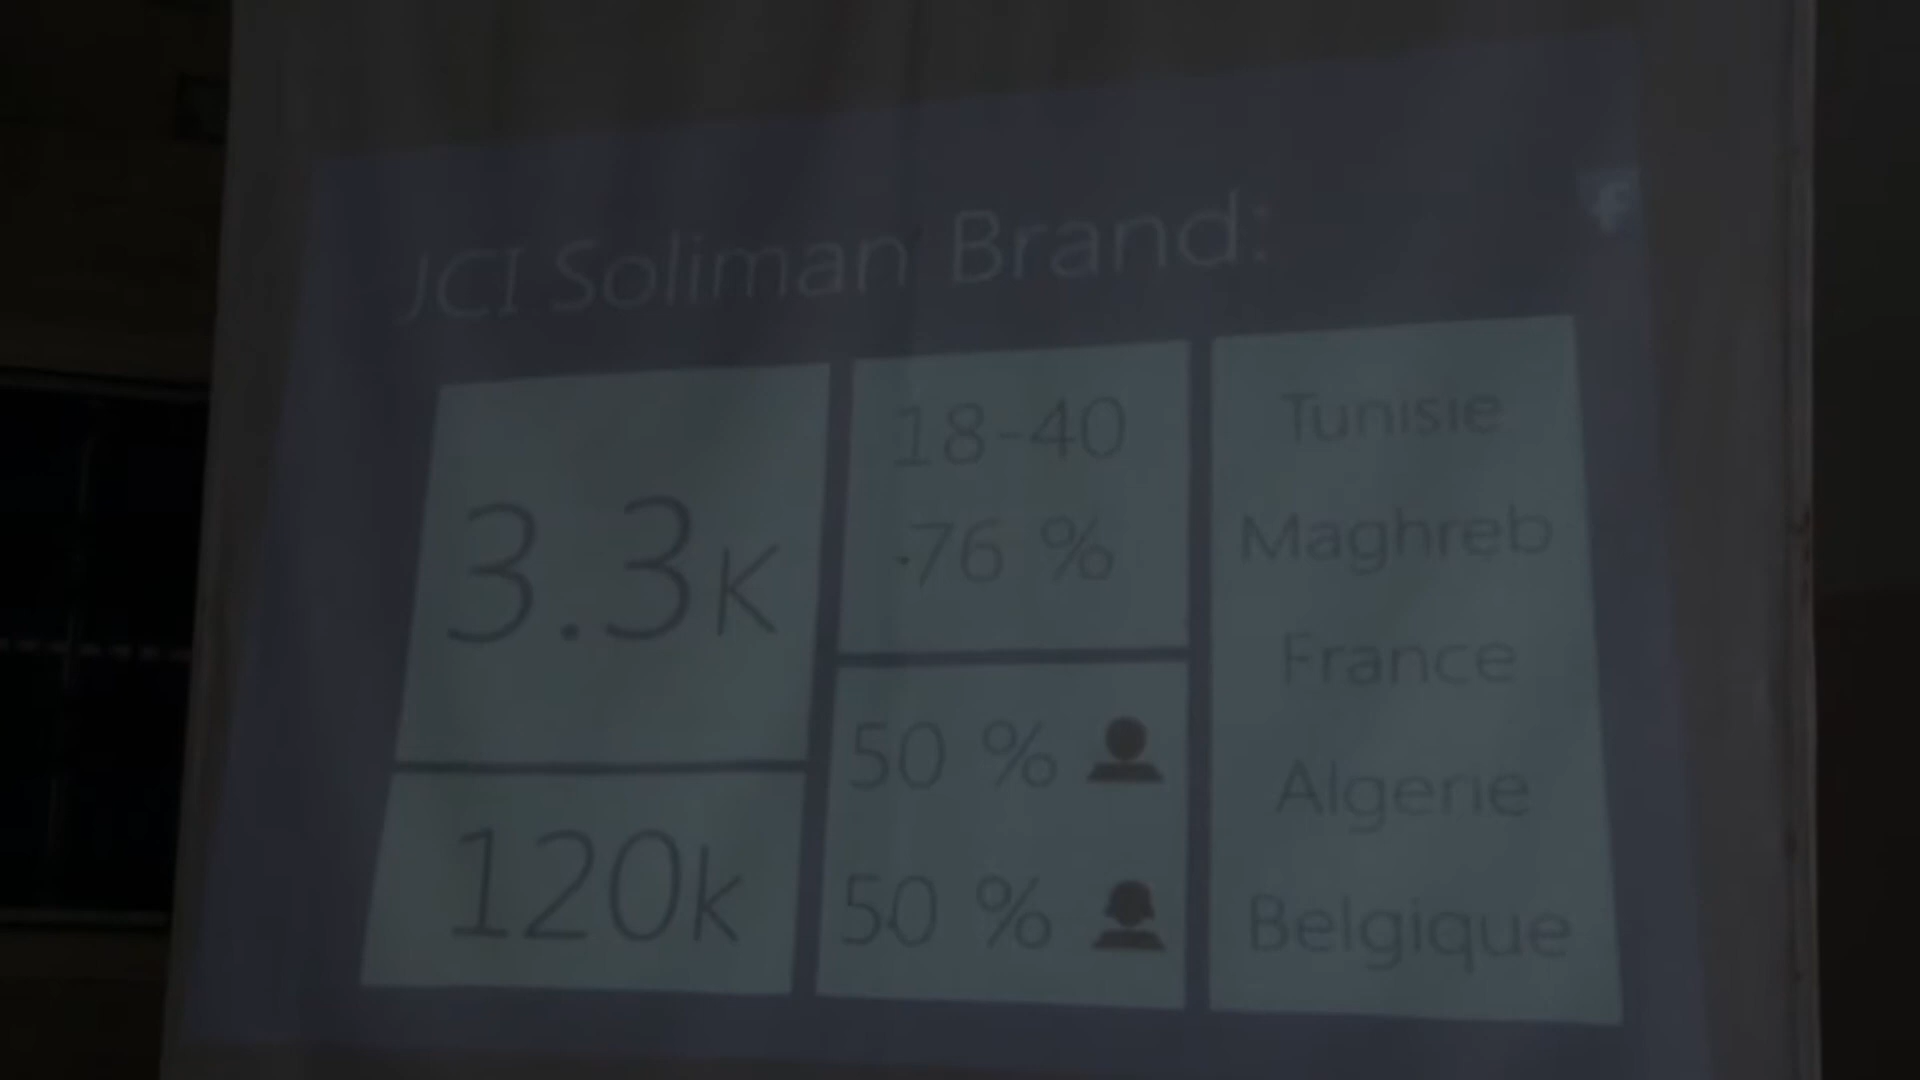 JCI Soliman Brand:
f
3.3K
120k
18-40
76 %
50 %
50 %
Tunisie
Maghreb
France
Algerie
Belgique